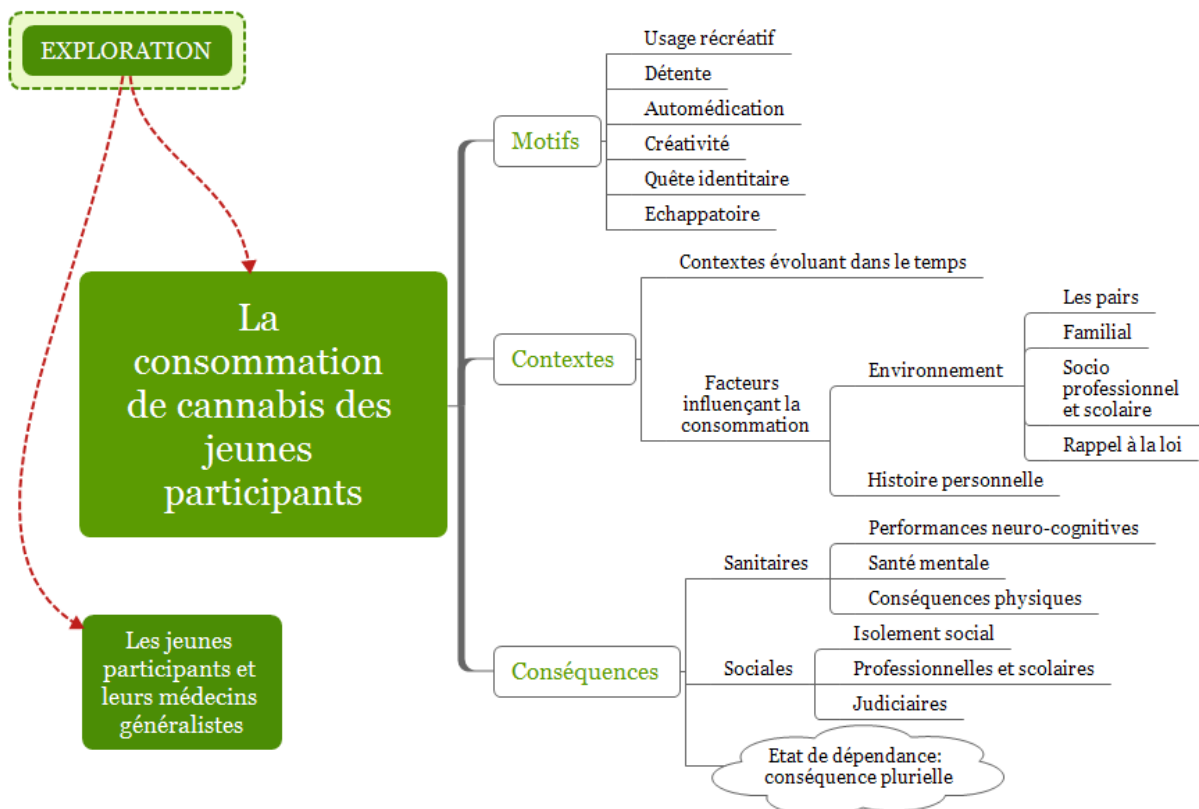 EXPLORATION
La
consommation
de cannabis des
jeunes
participants
Les jeunes
participants et
leurs médecins
généralistes
Motifs
Usage récréatif
Détente
Automédication
Créativité
Quête identitaire
Echappatoire
Contextes
Contextes évoluant dans le temps
Facteurs
influençant la
consommation
Environnement
Les pairs
Familial
Socio
professionnel
et scolaire
Rappel à la loi
Histoire personnelle
Conséquences
Sanitaires
Performances neuro-cognitives
Santé mentale
Conséquences physiques
Sociales
Isolement social
Professionnelles et scolaires
Judiciaires
Etat de dépendance:
conséquence plurielle